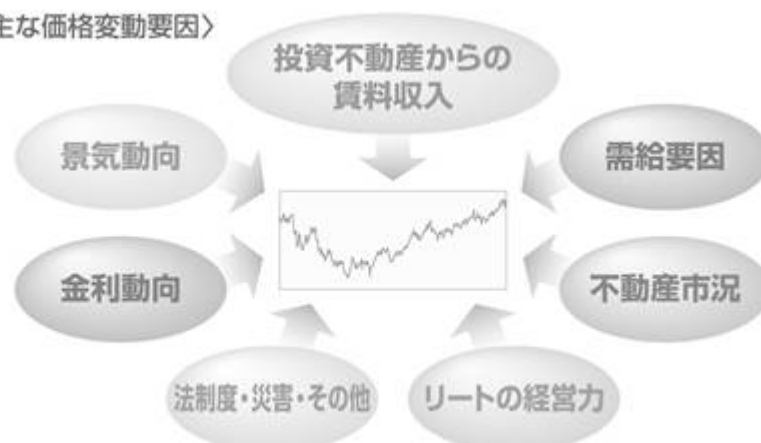 主な価格変動要因〉
投資不動産からの
賃料収入
景気動向
需給要因
金利動向
不動産市況
法制度・災害・その他
リートの経営力